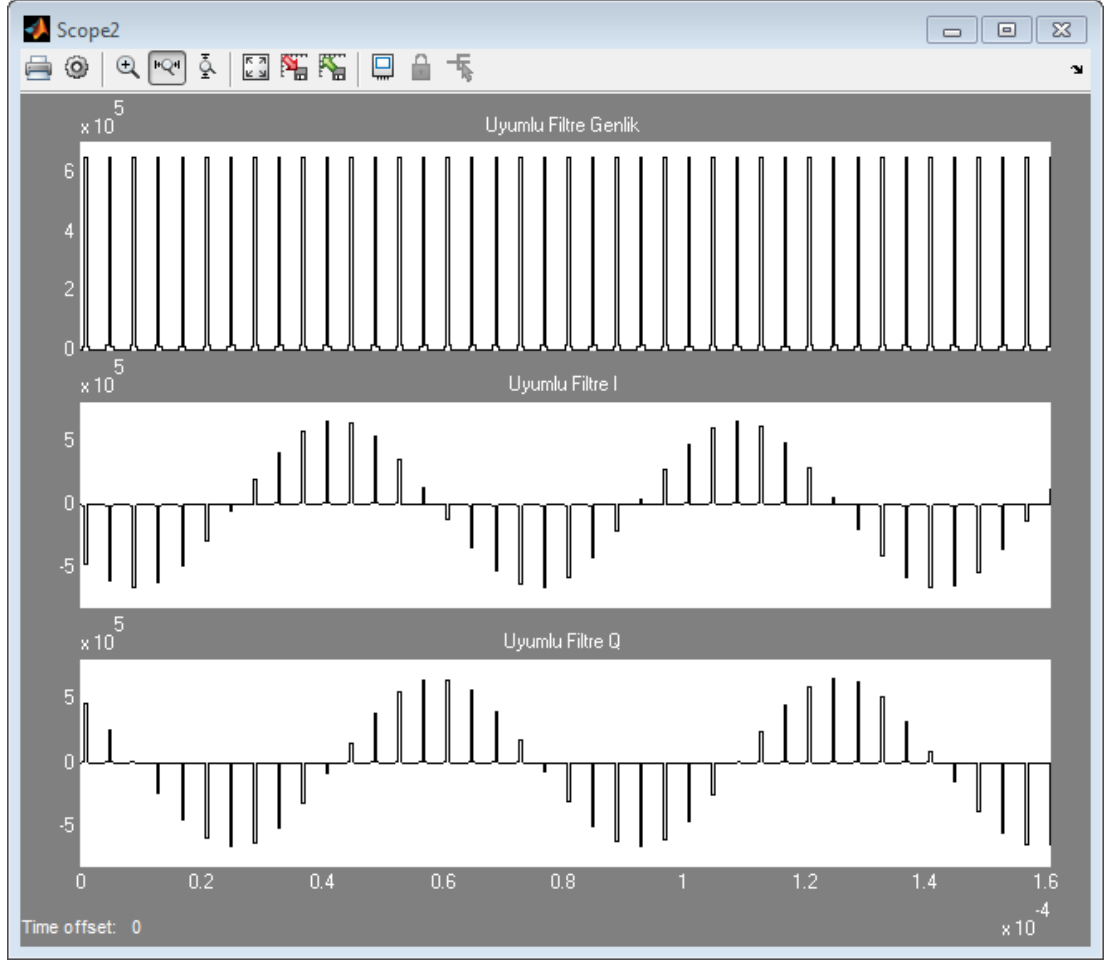 Scope2
x 10 5
Uyumlu Filtre Genlik
6
4
2
0
x 10 5
Uyumlu Filtre I
5
0
-5
x 10 5
Uyumlu Filtre Q
5
0
-5
0 0.2 0.4 0.6 0.8 1 1.2 1.4 1.6
x 10 -4
Time offset: 0